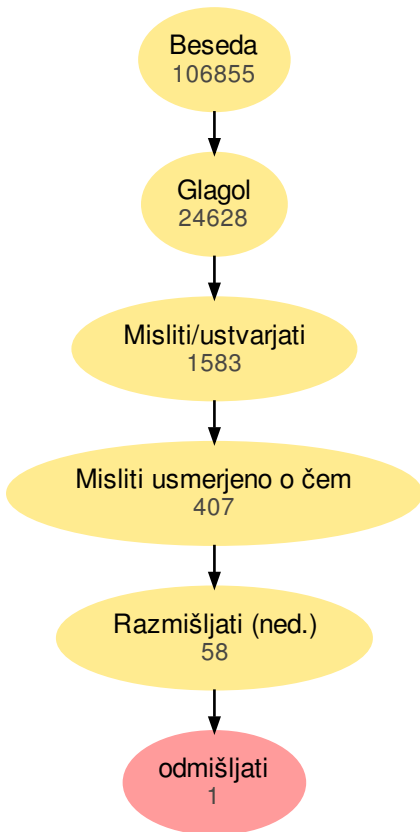 Beseda
106855
Glagol
24628
Misliti/ustvarjati
1583
Misliti usmerjeno o čem
407
Razmišljati (ned.)
58
odmišljati
1